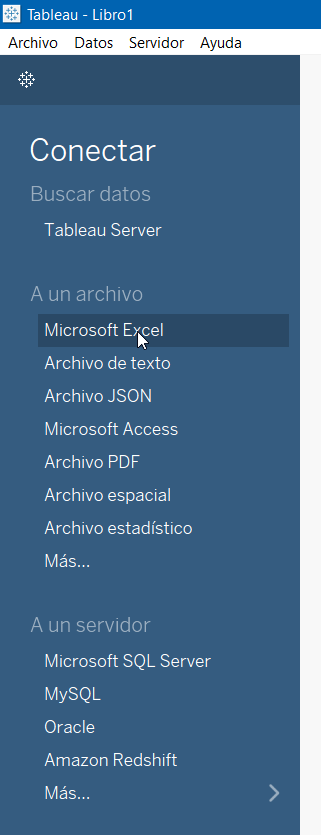 Tableau - Libro1
Archivo Datos Servidor Ayuda
Conectar
Buscar datos
Tableau Server
A un archivo
Microsoft Excel
Archivo de texto
Archivo JSON
Microsoft Access
Archivo PDF
Archivo espacial
Archivo estadístico
Más...
A un servidor
Microsoft SQL Server
MySQL
Oracle
Amazon Redshift
Más...